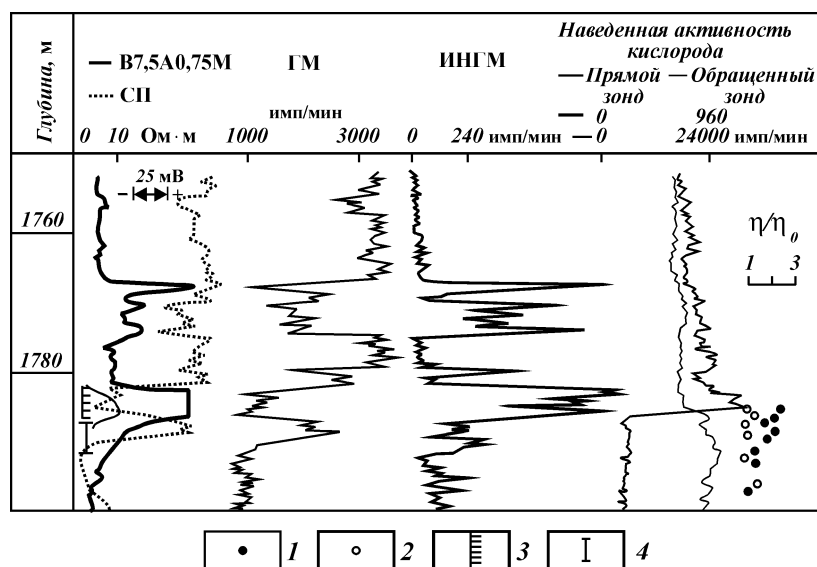 Глубина, м
В7,5А0,75М
СП
0 10 Ом·м
ГМ
имп/мин
1000 3000
ИНГМ
0 240 имп/мин
Наведенная активность
кислорода
Прямой Обращенный
зонд зонд
0 960
0 24000 имп/мин
25 мВ
− +
1760
η/η0
1 3
1780
1 2 3 4